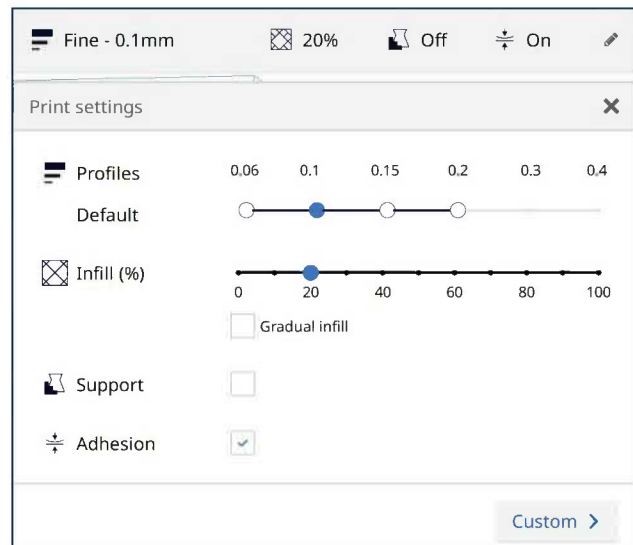 Fine - 0.1mm 20% Off On
Print settings
Profiles 0.06 0.1 0.15 0.2 0.3 0.4
Default
Infill (%)
0 20 40 60 80 100
Gradual infill
Support
Adhesion
Custom